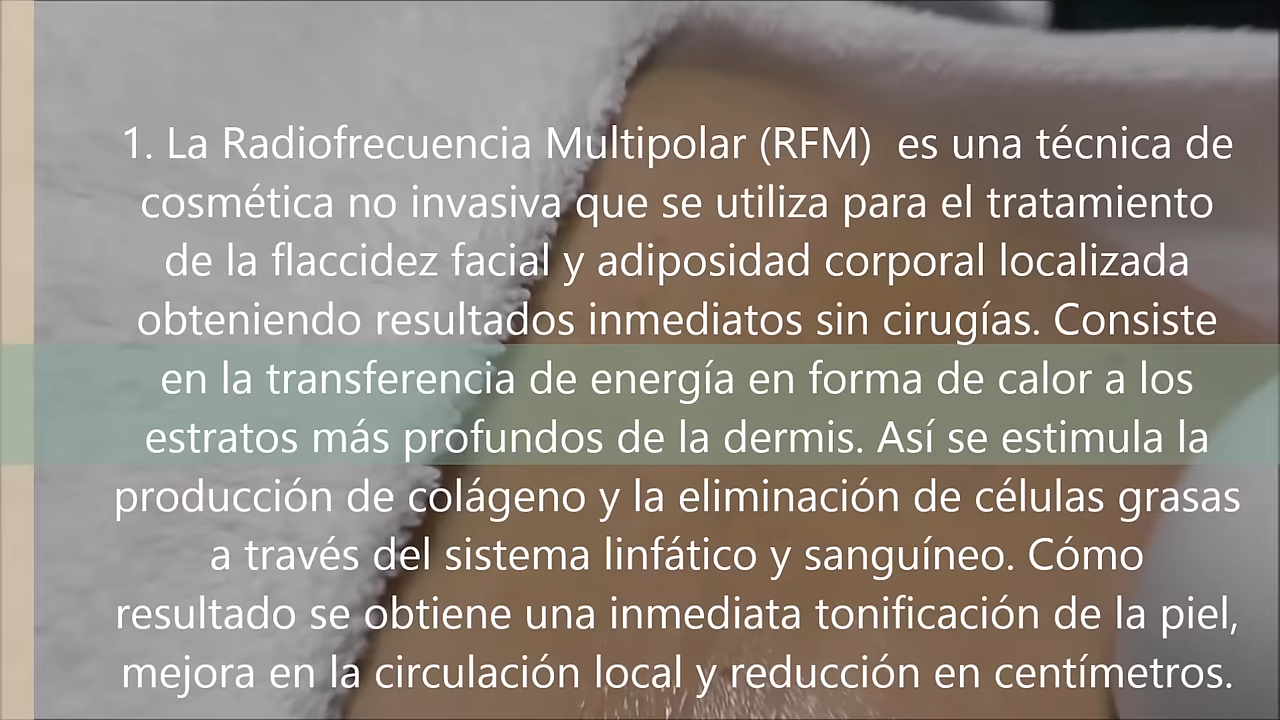 1. La Radiofrecuencia Multipolar (RFM)  es una técnica de
cosmética no invasiva que se utiliza para el tratamiento
de la flaccidez facial y adiposidad corporal localizada
obteniendo resultados inmediatos sin cirugías. Consiste
en la transferencia de energía en forma de calor a los
estratos más profundos de la dermis. Así se estimula la
producción de colágeno y la eliminación de células grasas
a través del sistema linfático y sanguíneo. Cómo
resultado se obtiene una inmediata tonificación de la piel,
mejora en la circulación local y reducción en centímetros.